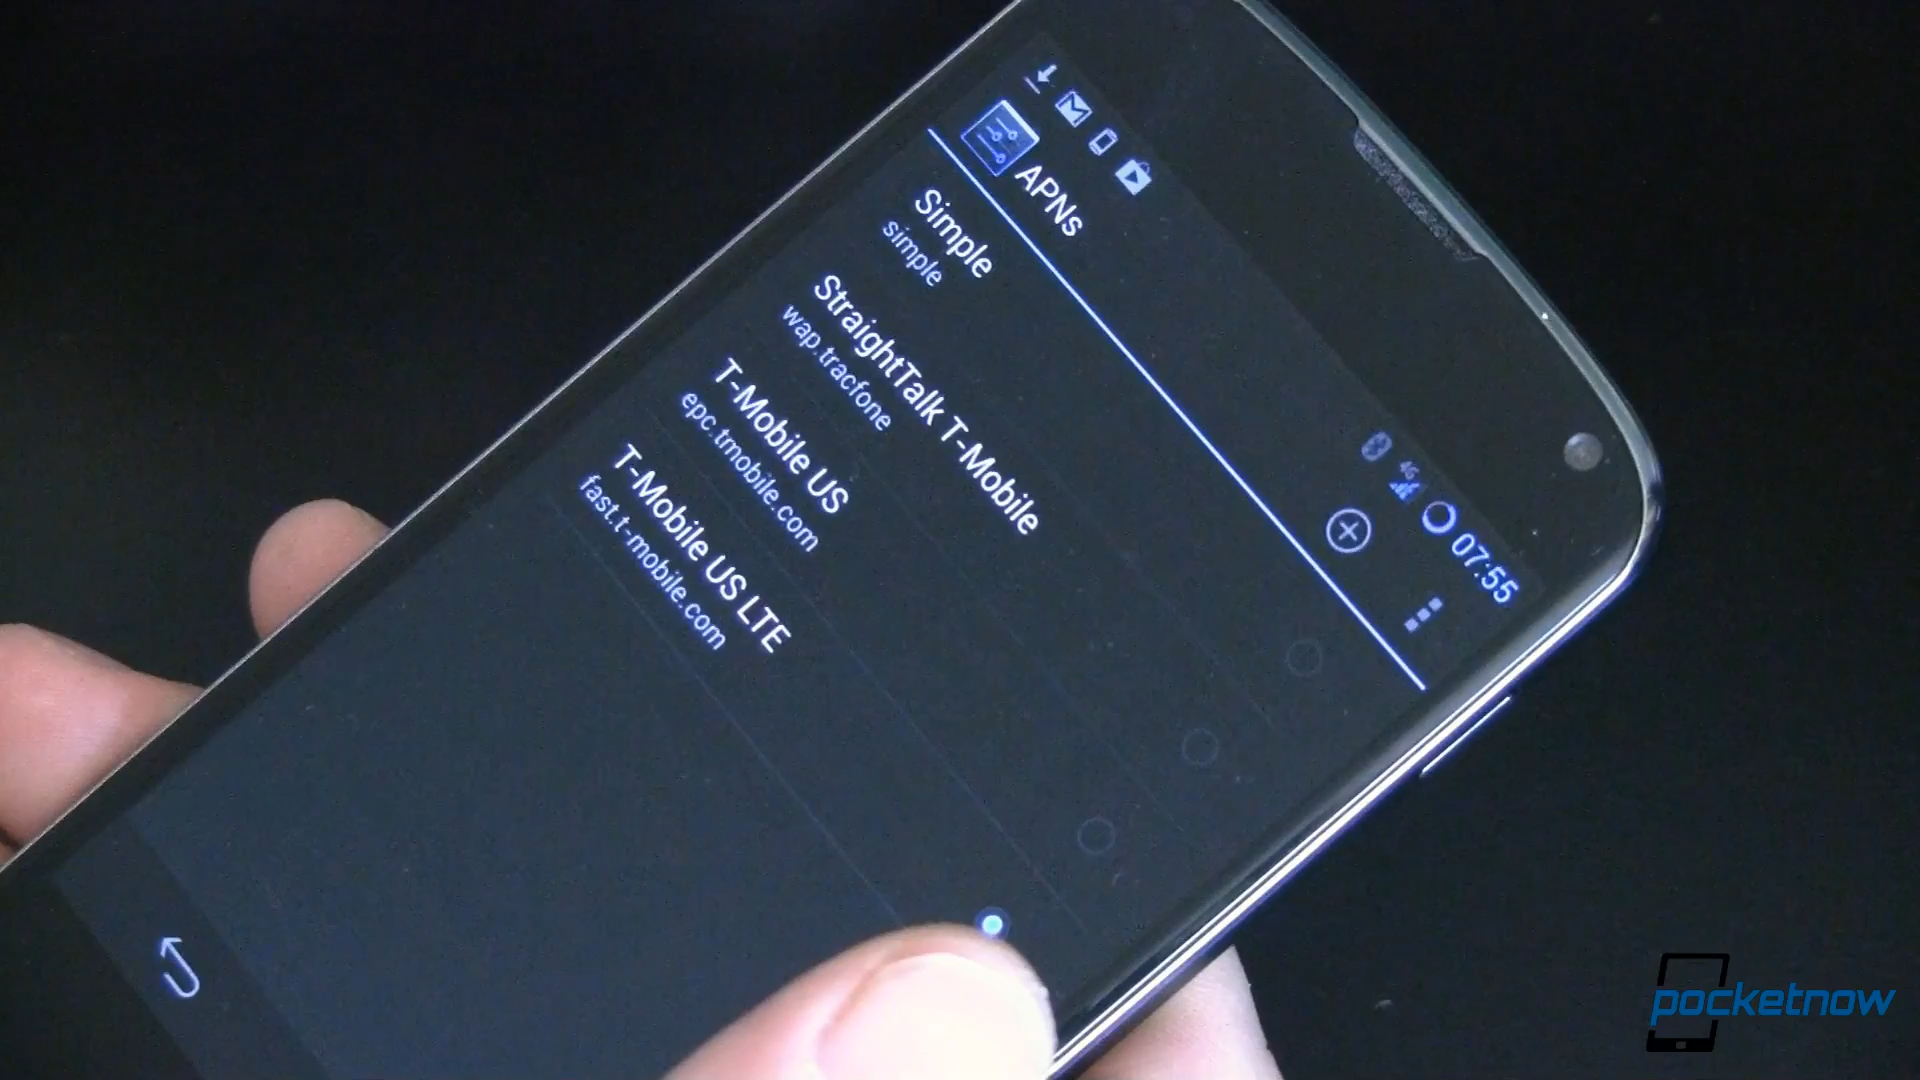 4G 07:55
APNs
Simple
simple
StraightTalk T-Mobile
wap.tracfone
T-Mobile US
epc.tmobile.com
T-Mobile US LTE
fast.t-mobile.com
pocketnow